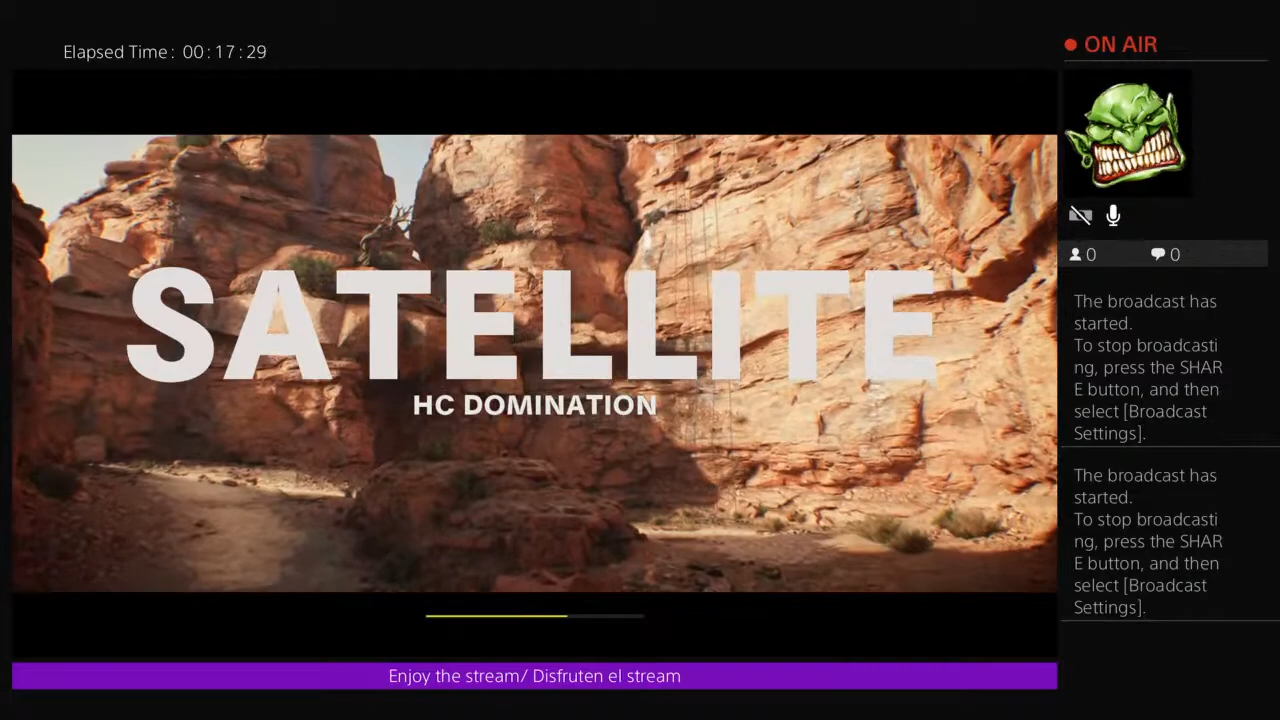 Elapsed Time: 00:17:29
ON AIR
SATELLITE
HC DOMINATION
0 0
The broadcast has
started.
To stop broadcasti
ng, press the SHAR
E button, and then
select [Broadcast
Settings].
The broadcast has
started.
To stop broadcasti
ng, press the SHAR
E button, and then
select [Broadcast
Settings].
Enjoy the stream/ Disfruten el stream